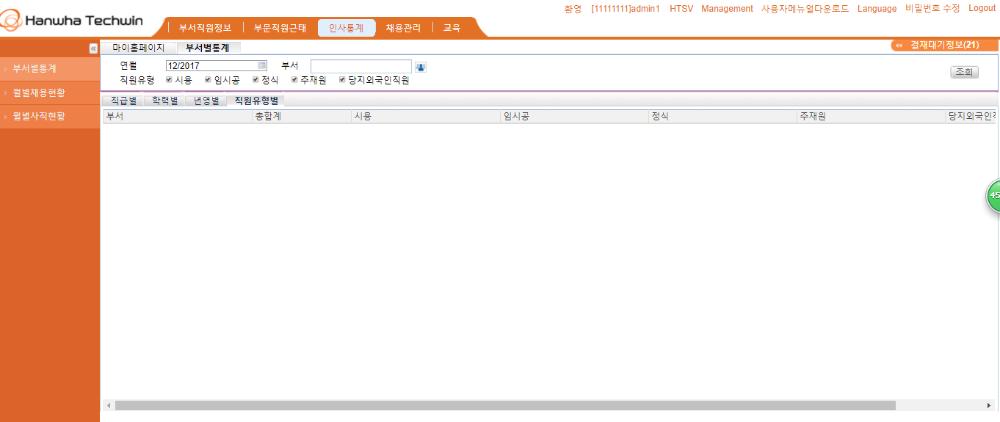 환영 [11111111]admin1 HTSV Management 사용자메뉴얼다운로드 Language 비밀번호 수정 Logout
Hanwha Techwin
부서직원정보 부문직원근태 인사통계 채용관리 교육
« 마이홈페이지 부서별통계 « 결재대기정보(21)
부서별통계
월별채용현황
월별사직현황
연월 12/2017 부서
직원유형 시용 임시공 정식 주재원 당지외국인직원
조회
직급별 학력별 년령별 직원유형별
부서 총합계 시용 임시공 정식 주재원 당지외국인
45